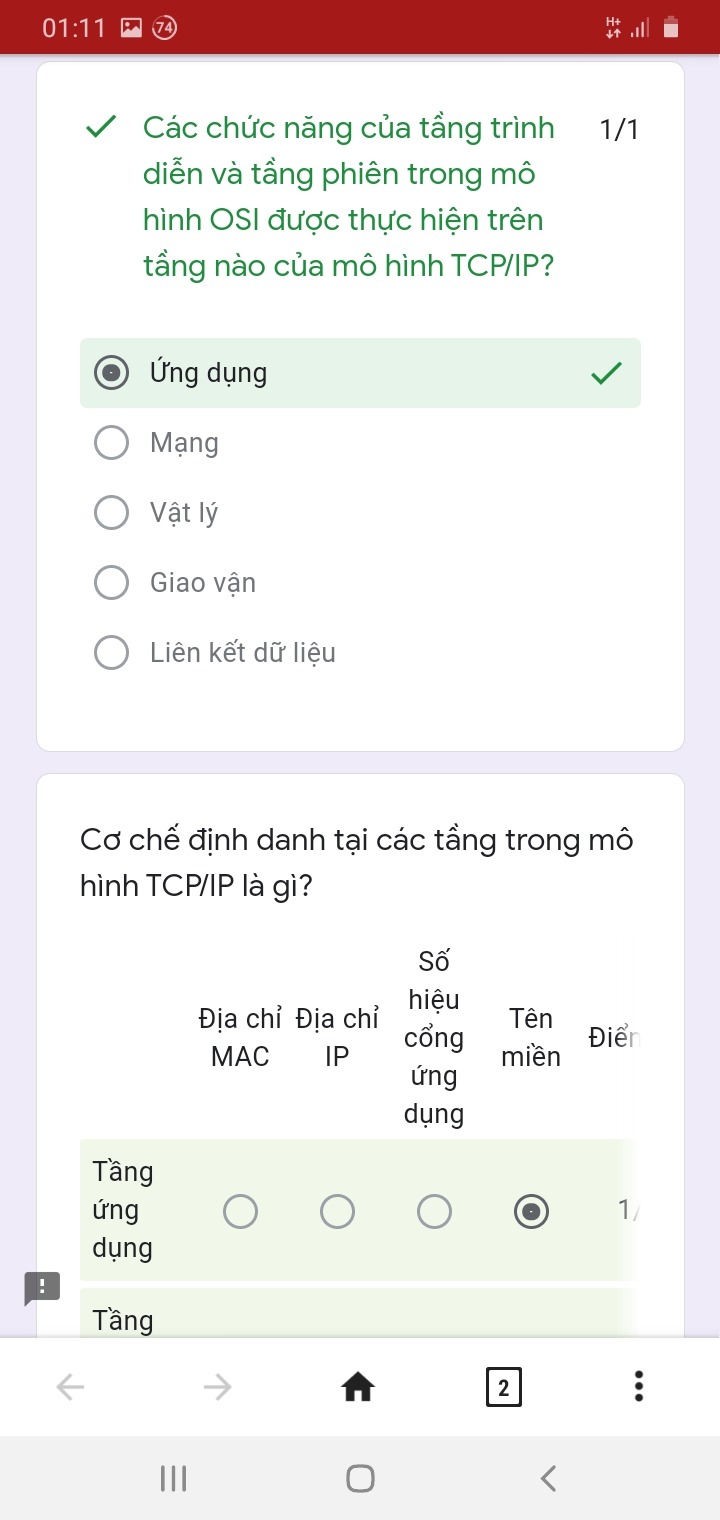 01:11 74 H+
Các chức năng của tầng trình 1/1
diễn và tầng phiên trong mô
hình OSI được thực hiện trên
tầng nào của mô hình TCP/IP?
Ứng dụng
Mạng
Vật lý
Giao vận
Liên kết dữ liệu
Cơ chế định danh tại các tầng trong mô
hình TCP/IP là gì?
Địa chỉ
MAC
Địa chỉ
IP
Số
hiệu
cổng
ứng
dụng
Tên
miền
Điển
Tầng
ứng
dụng
1/
Tầng
2